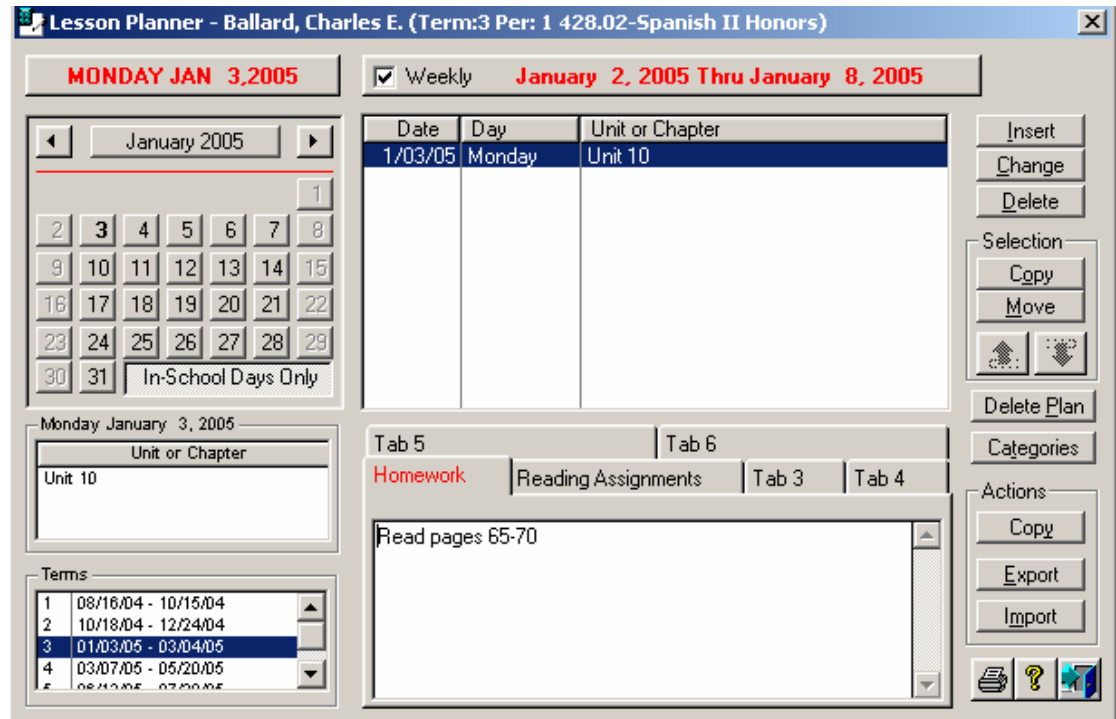 Lesson Planner - Ballard, Charles E. (Term:3 Per: 1 428.02-Spanish II Honors)
MONDAY JAN 3,2005
Weekly January 2, 2005 Thru January 8, 2005
January 2005
1
2 3 4 5 6 7 8
9 10 11 12 13 14 15
16 17 18 19 20 21 22
23 24 25 26 27 28 29
30 31 In-School Days Only
Monday January 3, 2005
Unit or Chapter
Unit 10
Terms
1 08/16/04 - 10/15/04
2 10/18/04 - 12/24/04
3 01/03/05 - 03/04/05
4 03/07/05 - 05/20/05
Date Day Unit or Chapter
1/03/05 Monday Unit 10
Tab 5 Tab 6
Homework Reading Assignments Tab 3 Tab 4
Read pages 65-70
Insert
Change
Delete
Selection
Copy
Move
Delete Plan
Categories
Actions
Copy
Export
Import